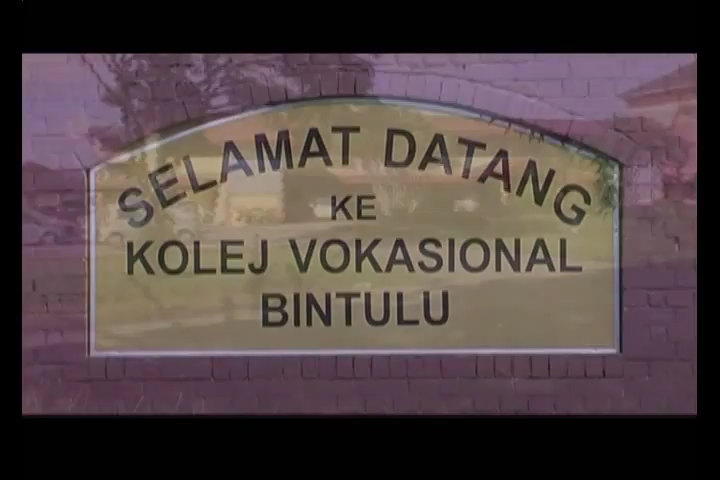 SELAMAT DATANG
KE
KOLEJ VOKASIONAL
BINTULU